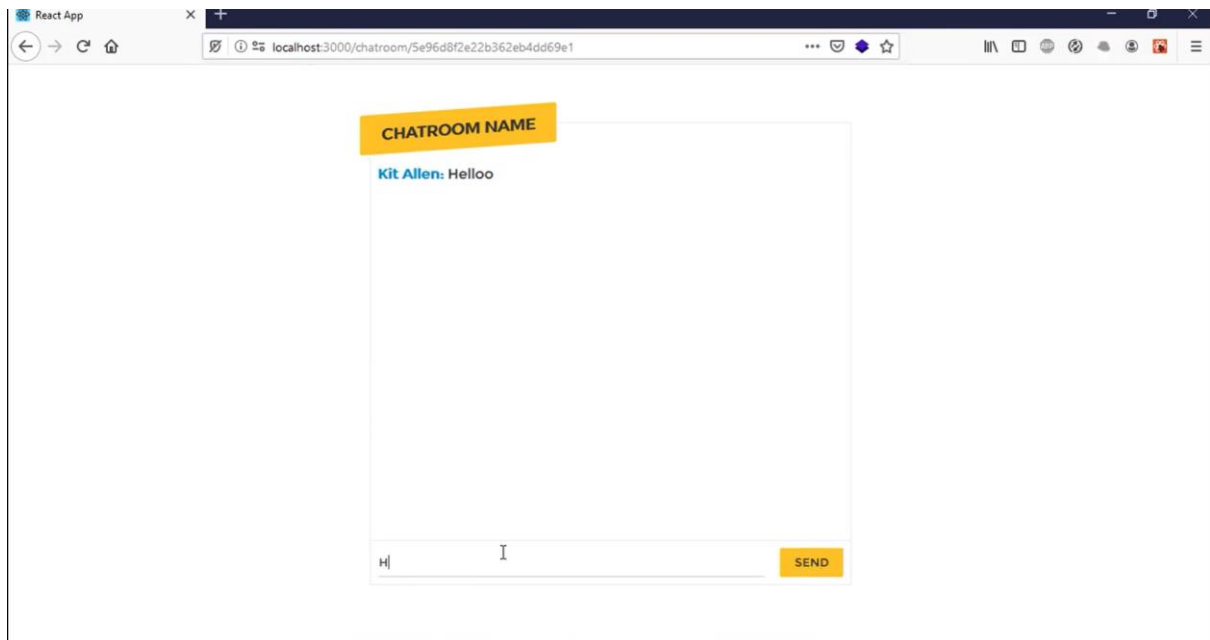 React App
localhost:3000/chatroom/5e96d8f2e22b362eb4dd69e1
CHATROOM NAME
Kit Allen: Helloo
H
SEND